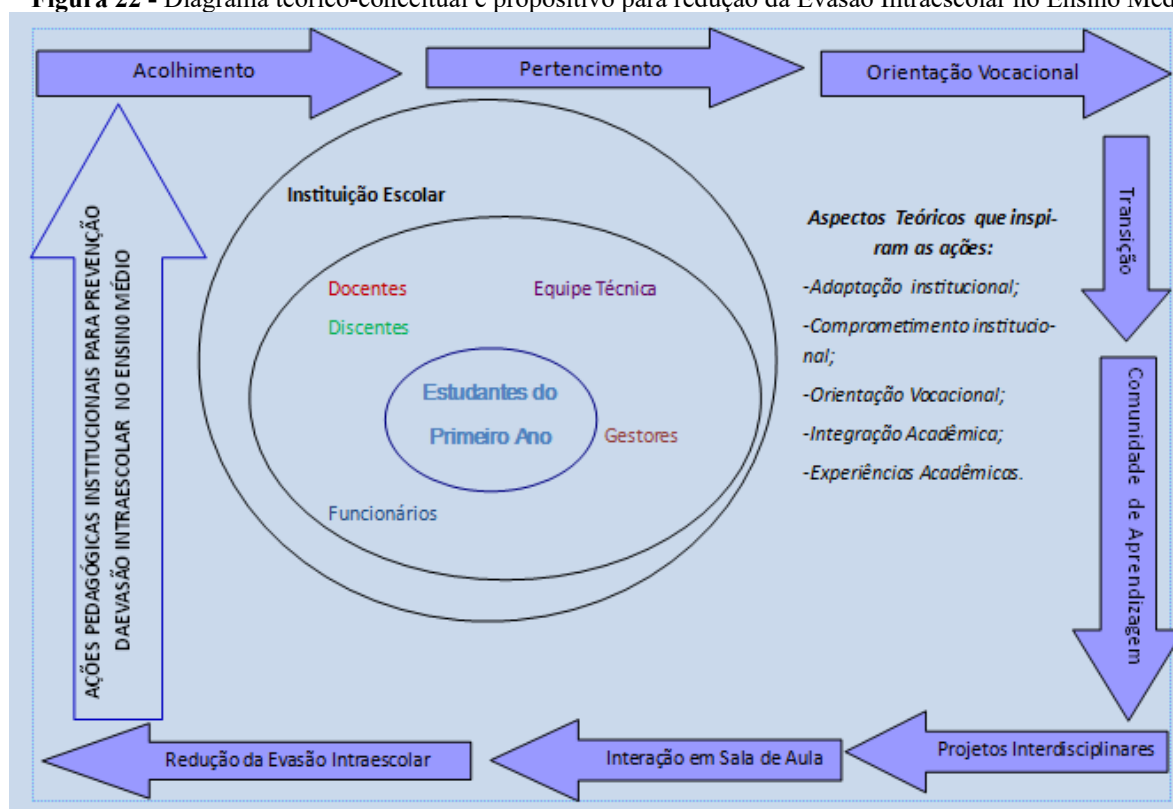 Figura 22 - Diagrama teórico-conceitual e propositivo para redução da Evasão Intraescolar no Ensino
Acolhimento
Pertencimento
Orientação Vocacional
Transição
Comunidade de Aprendizagem
Projetos Interdisciplinares
Interação em Sala de Aula
Redução da Evasão Intraescolar
AÇÕES PEDAGÓGICAS INSTITUCIONAIS PARA PREVENÇÃO
DAEVASÃO INTRAESCOLAR NO ENSINO MÉDIO
Instituição Escolar
Docentes
Equipe Técnica
Discentes
Estudantes do
Primeiro Ano
Gestores
Funcionários
Aspectos Teóricos que inspi-
ram as ações:
-Adaptação institucional;
-Comprometimento institucio-
nal;
-Orientação Vocacional;
-Integração Acadêmica;
-Experiências Acadêmicas.